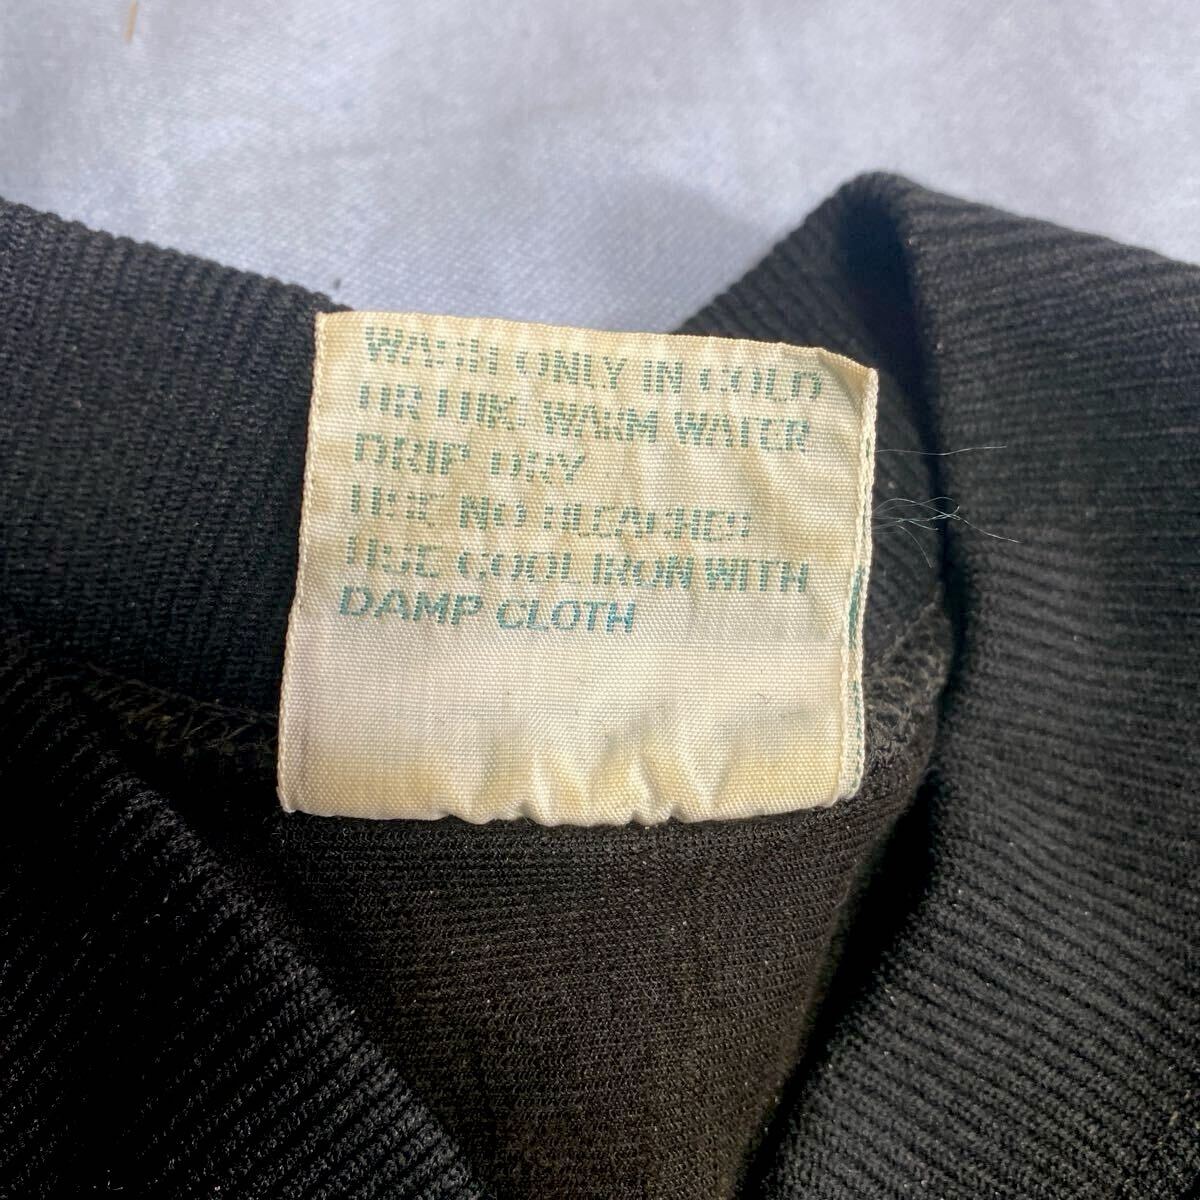 WASH ONLY IN COLD
OR LUKE WARM WATER
DRIP DRY
USE NO BLEACHES
USE COOL IRON WITH
DAMP CLOTH